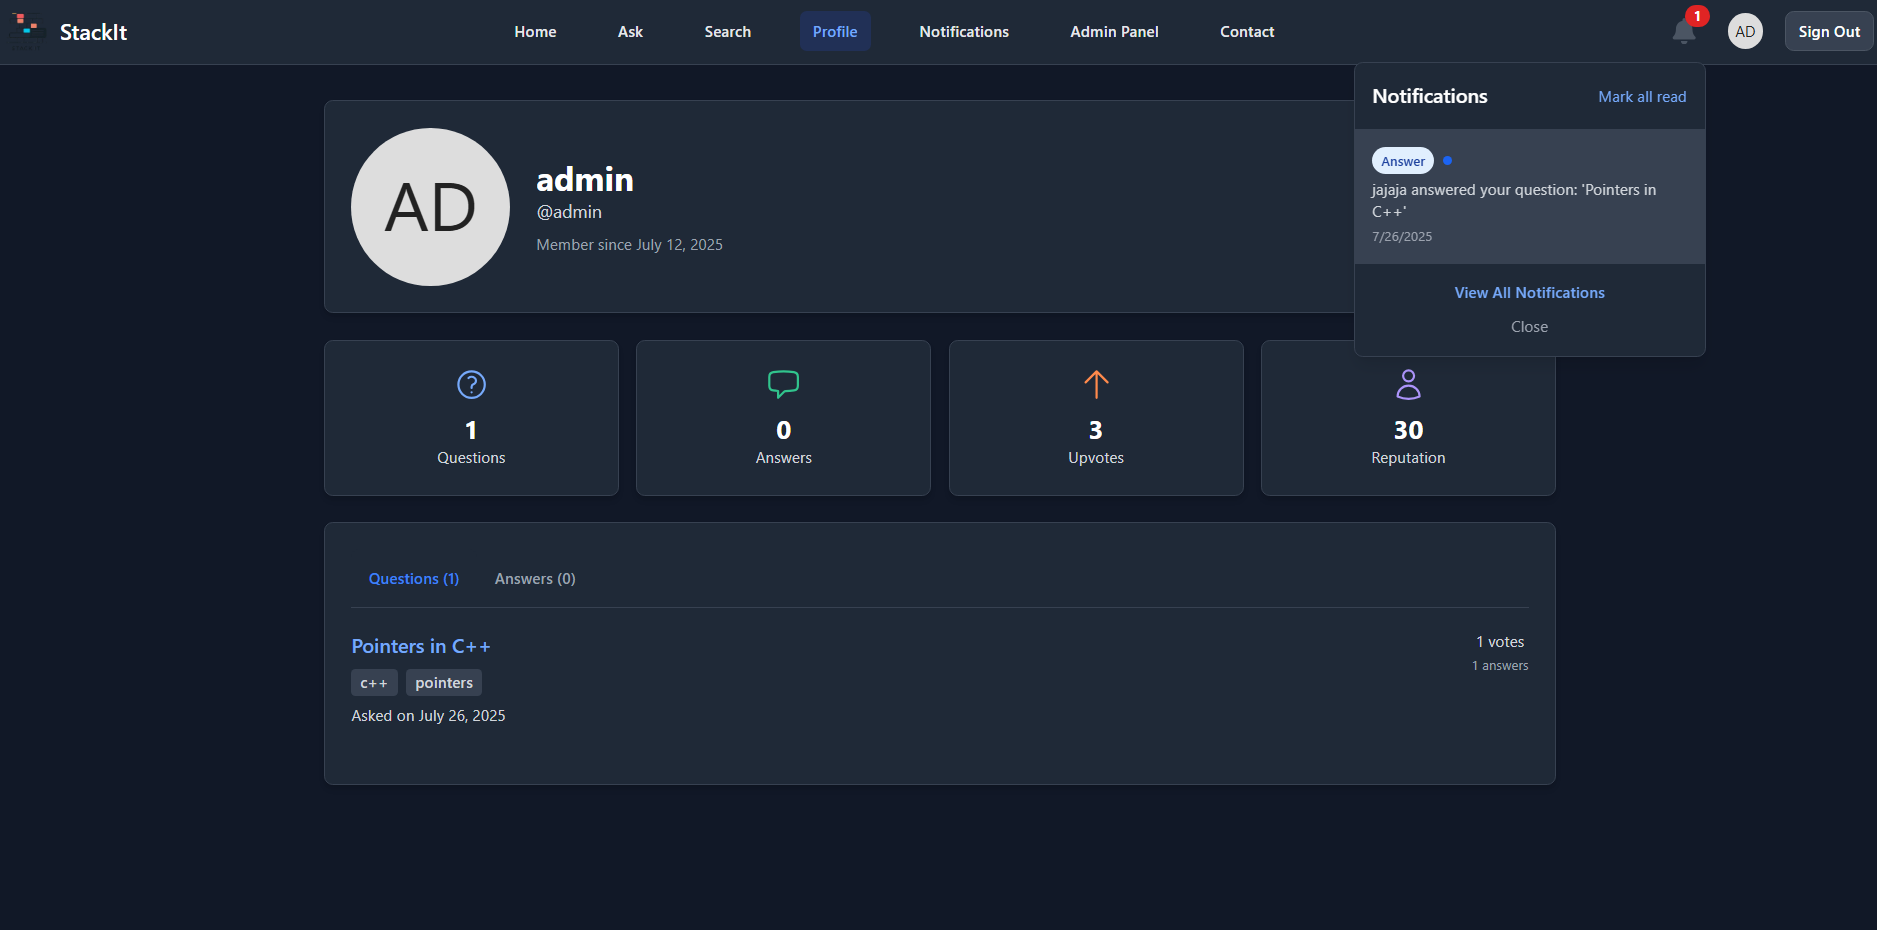 StackIt
Home
Ask
Search
Profile
Notifications
Admin Panel
Contact
1
AD
Sign Out
Notifications
Mark all read
Answer
jajaja answered your question: 'Pointers in
C++'
7/26/2025
View All Notifications
Close
AD
admin
@admin
Member since July 12, 2025
1
Questions
0
Answers
3
Upvotes
30
Reputation
Questions (1)
Answers (0)
Pointers in C++
1 votes
1 answers
c++
pointers
Asked on July 26, 2025